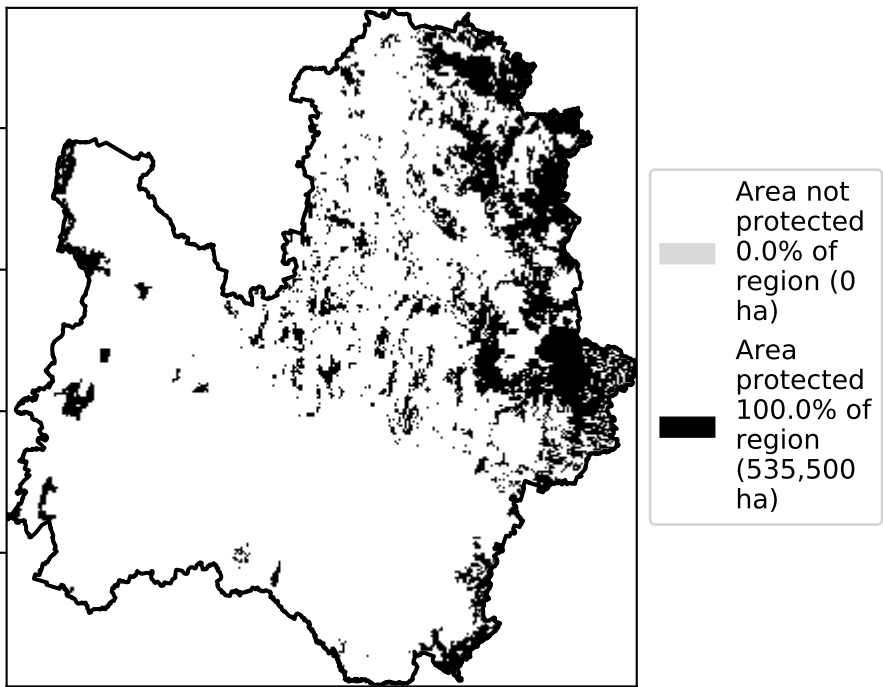 Area not
protected
0.0% of
region (0
ha)
Area
protected
100.0% of
region
(535,500
ha)